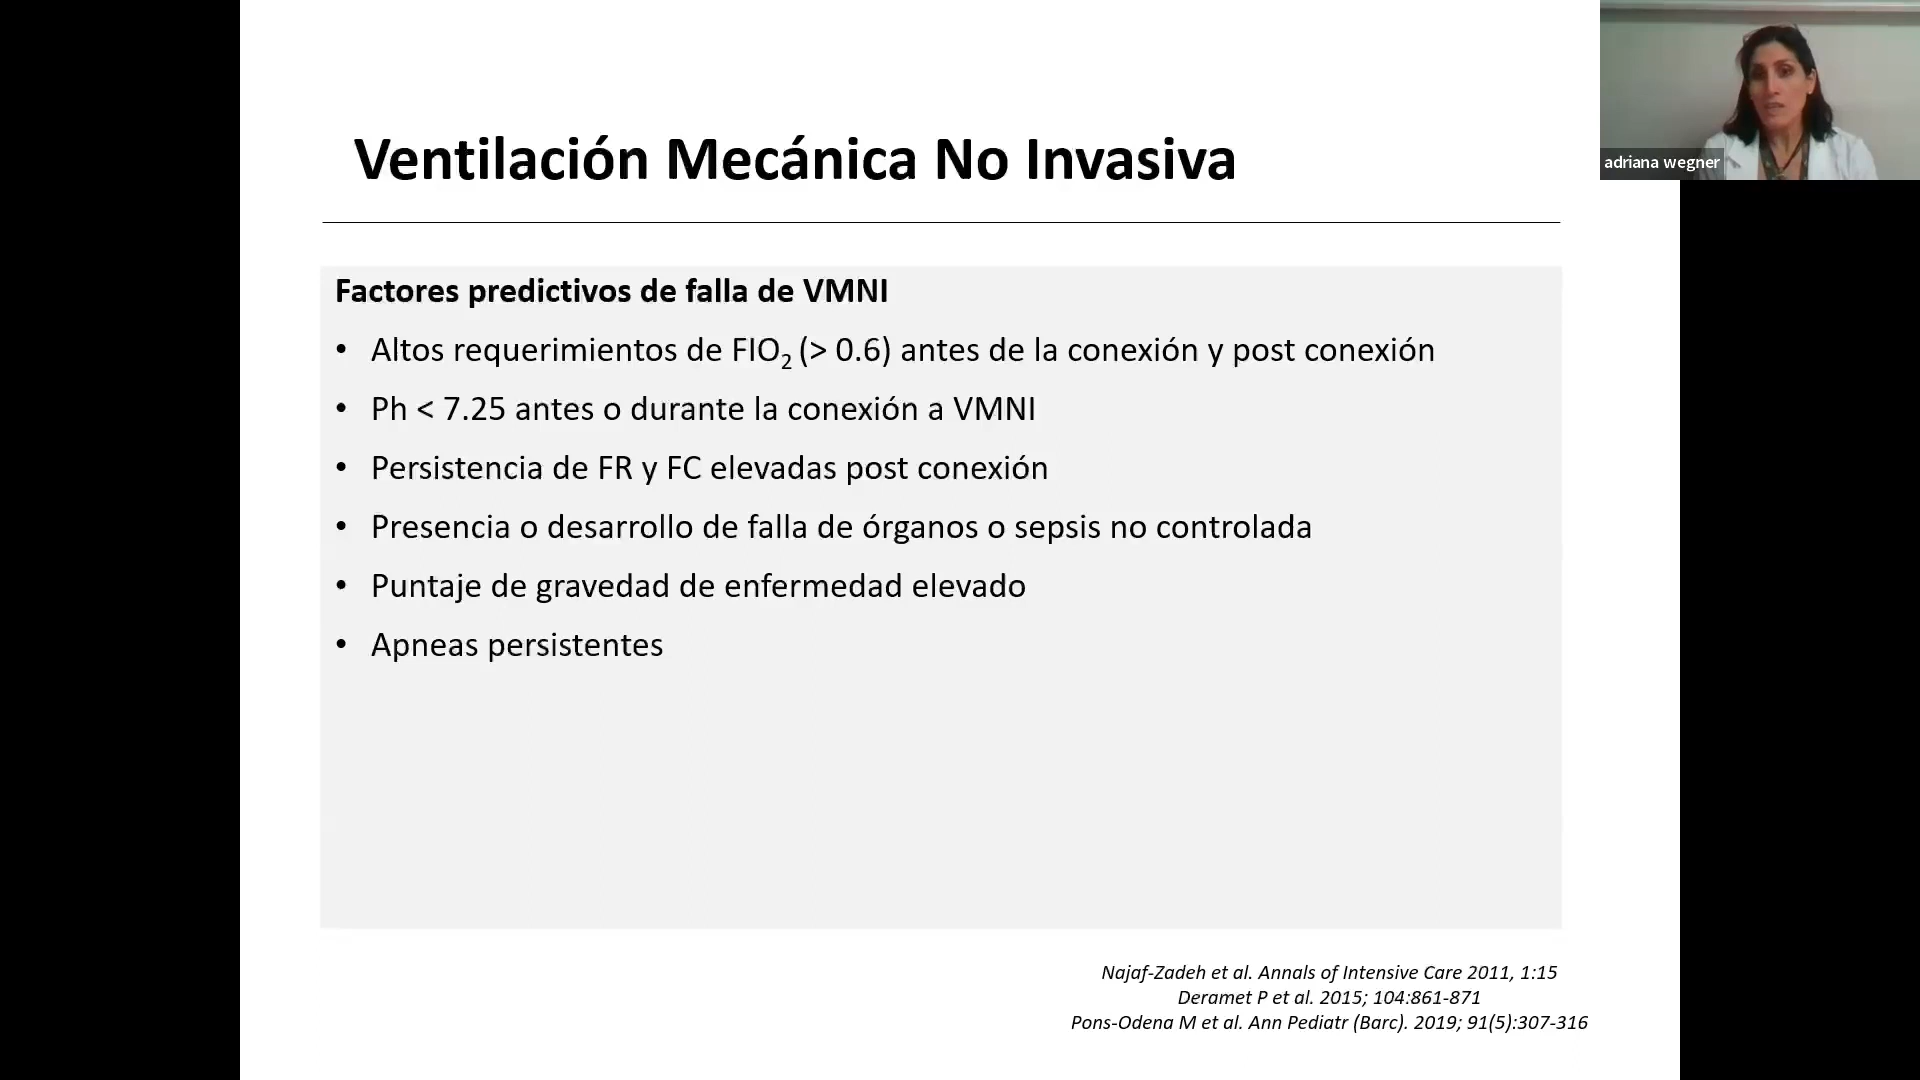 Ventilación Mecánica No Invasiva
adriana wegner
Factores predictivos de falla de VMNI
• Altos requerimientos de FIO2 (> 0.6) antes de la conexión y post conexión
• Ph < 7.25 antes o durante la conexión a VMNI
• Persistencia de FR y FC elevadas post conexión
• Presencia o desarrollo de falla de órganos o sepsis no controlada
• Puntaje de gravedad de enfermedad elevado
• Apneas persistentes
Najaf-Zadeh et al. Annals of Intensive Care 2011, 1:15
Deramet P et al. 2015; 104:861-871
Pons-Odena M et al. Ann Pediatr (Barc). 2019; 91(5):307-316